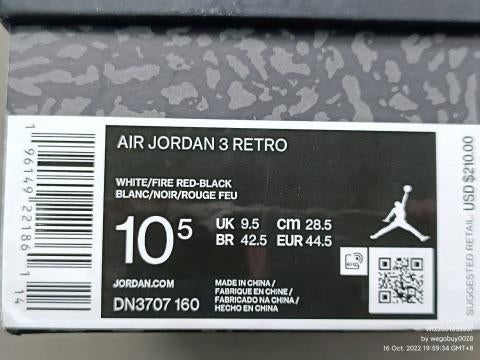 AIR JORDAN 3 RETRO
WHITE/FIRE RED-BLACK
BLANC/NOIR/ROUGE FEU
10⁵
UK 9.5 cm 28.5
BR 42.5 EUR 44.5
JORDAN.COM
DN3707 160
MADE IN CHINA /
FABRIQUE EN CHINE /
FABRICADO NA CHINA /
HECHO EN CHINA
1 96149 22186 1 14
SUGGESTED RETAIL USD $210.00
by wegobuy0028
16 Oct. 2022 19:59:34 GMT+8